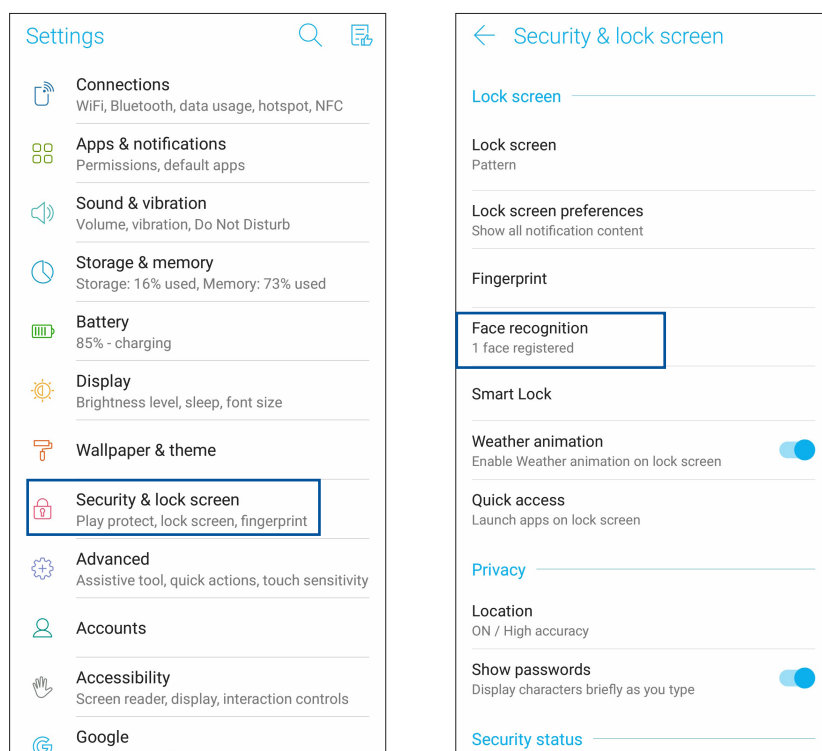 Settings
Connections
WiFi, Bluetooth, data usage, hotspot, NFC
Apps & notifications
Permissions, default apps
Sound & vibration
Volume, vibration, Do Not Disturb
Storage & memory
Storage: 16% used, Memory: 73% used
Battery
85% - charging
Display
Brightness level, sleep, font size
Wallpaper & theme
Security & lock screen
Play protect, lock screen, fingerprint
Advanced
Assistive tool, quick actions, touch sensitivity
Accounts
Accessibility
Screen reader, display, interaction controls
Google
Security & lock screen
Lock screen
Lock screen
Pattern
Lock screen preferences
Show all notification content
Fingerprint
Face recognition
1 face registered
Smart Lock
Weather animation
Enable Weather animation on lock screen
Quick access
Launch apps on lock screen
Privacy
Location
ON / High accuracy
Show passwords
Display characters briefly as you type
Security status